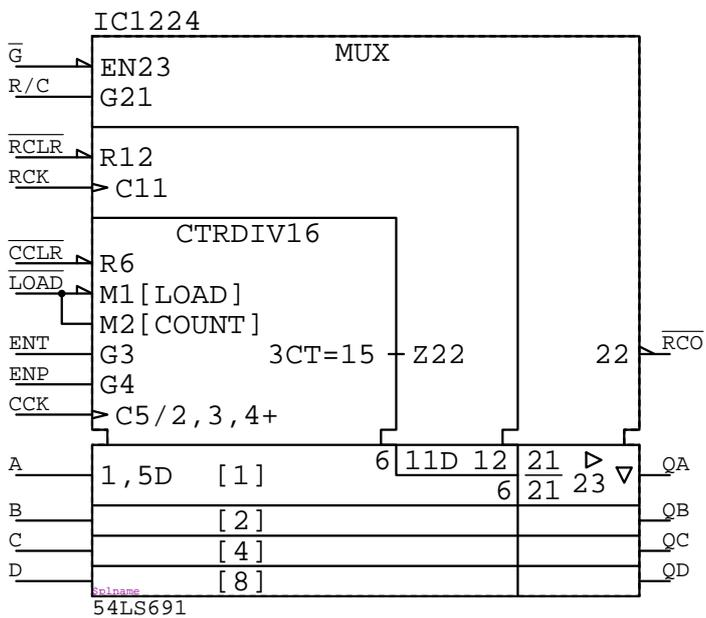 IC1224
MUX
G
EN23
R/C
G21
RCLR
R12
RCK
C11
CTRDIV16
CCLR
R6
LOAD
M1[LOAD]
M2[COUNT]
ENT
G3
3CT=15
Z22
22
RCO
ENP
G4
CCK
C5/2,3,4+
A
1,5D [1]
6 11D 12 21
6 21 23
QA
B
[2]
QB
C
[4]
QC
D
[8]
QD
Splname
54LS691